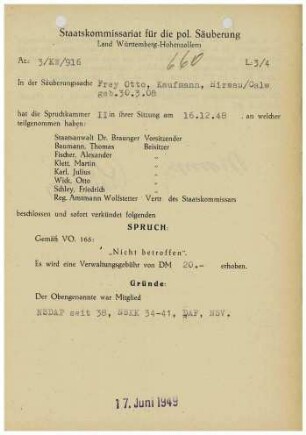 Staatskommissariat für die pol. Säuberung
Land Württemberg-Hohenzollern
660
Az: 3/KW/916 L:3/4
In der Säuberungssache Frey Otto, Kaufmann, Hirsau/Calw
geb.30.3.08
hat die Spruchkammer II in ihrer Sitzung am 16.12.48 , an welcher
teilgenommen haben:
Staatsanwalt Dr. Braunger Vorsitzender
Baumann, Thomas Beisitzer
Fischer, Alexander "
Klett, Martin "
Karl, Julius "
Wick, Otto "
Schley, Friedrich "
Reg. Amtmann Wollstetter Vertr. des Staatskommissars
beschlossen und sofort verkündet folgenden
SPRUCH:
Gemäß VO. 165:
„Nicht betroffen".
Es wird eine Verwaltungsgebühr von DM 20.- erhoben.
Gründe:
Der Obengenannte war Mitglied
NSDAP seit 38, NSKK 34-41, DAF, NSV.
17. Juni 1949